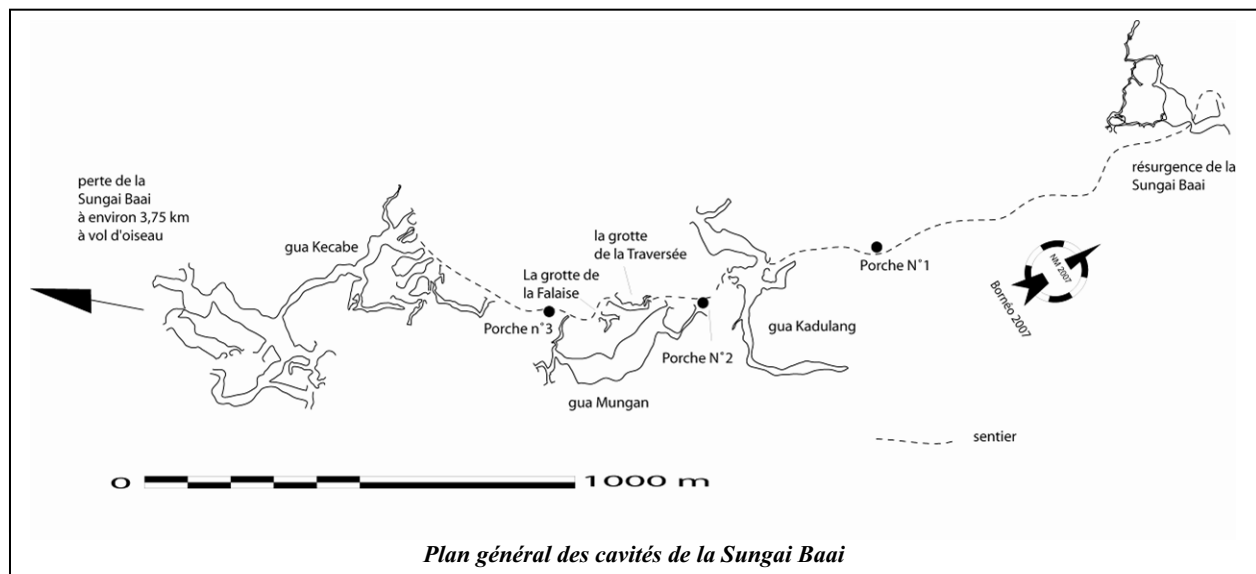 perte de la
Sungai Baai
à environ 3,75 km
à vol d'oiseau
gua Kecabe
la grotte
de la Traversée
La grotte de
la Falaise
Porche n°3
gua Mungan
Porche N°2
gua Kadulang
Porche N°1
résurgence de la
Sungai Baai
NM 2007
Bornéo 2007
sentier
0
1000 m
Plan général des cavités de la Sungai Baai